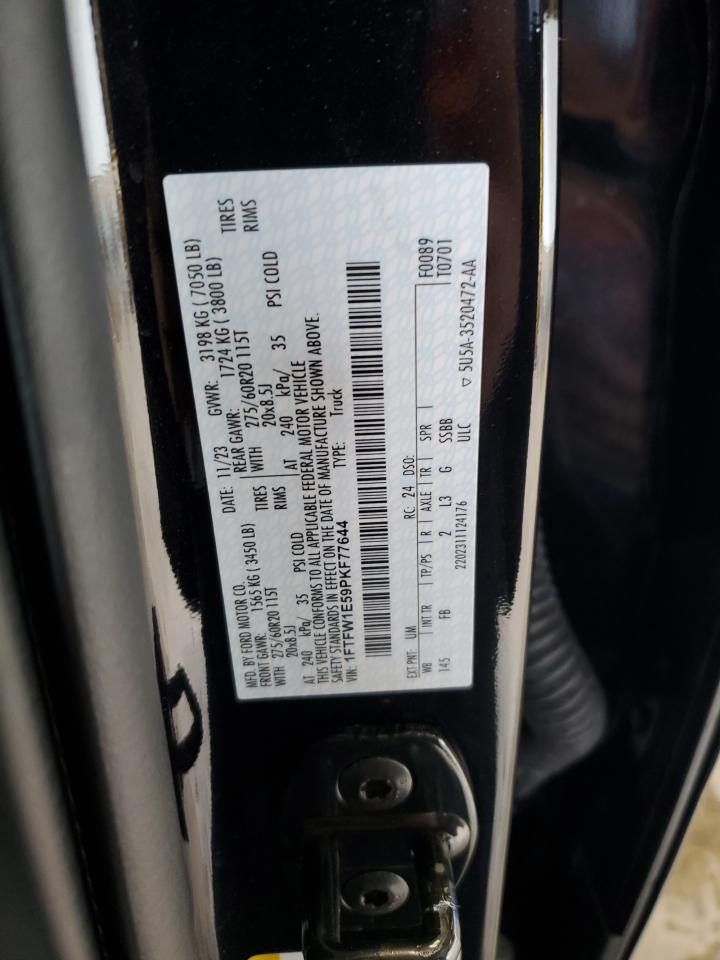 MFD. BY FORD MOTOR CO. DATE: 11/23 GVWR: 3198 KG ( 7050 LB)
FRONT GAWR: 1565 KG (3450 LB) REAR GAWR: 1724 KG ( 3800 LB)
WITH 275/60R20 115T TIRES WITH 275/60R20 115T TIRES
20x8.5J RIMS 20x8.5J RIMS
AT 240 kPa/ 35 PSI COLD AT 240 kPa/ 35 PSI COLD
THIS VEHICLE CONFORMS TO ALL APPLICABLE FEDERAL MOTOR VEHICLE
SAFETY STANDARDS IN EFFECT ON THE DATE OF MANUFACTURE SHOWN ABOVE.
VIN: 1FTFW1E59PKF77644 TYPE: Truck
EXT PNT: UM RC: 24 DSO: F0089
WB INT TR TP/PS R AXLE TR SPR T0701
145 FB 2 L3 G SSBB
2202311124176 ULC ▽ 5U5A-3520472-AA